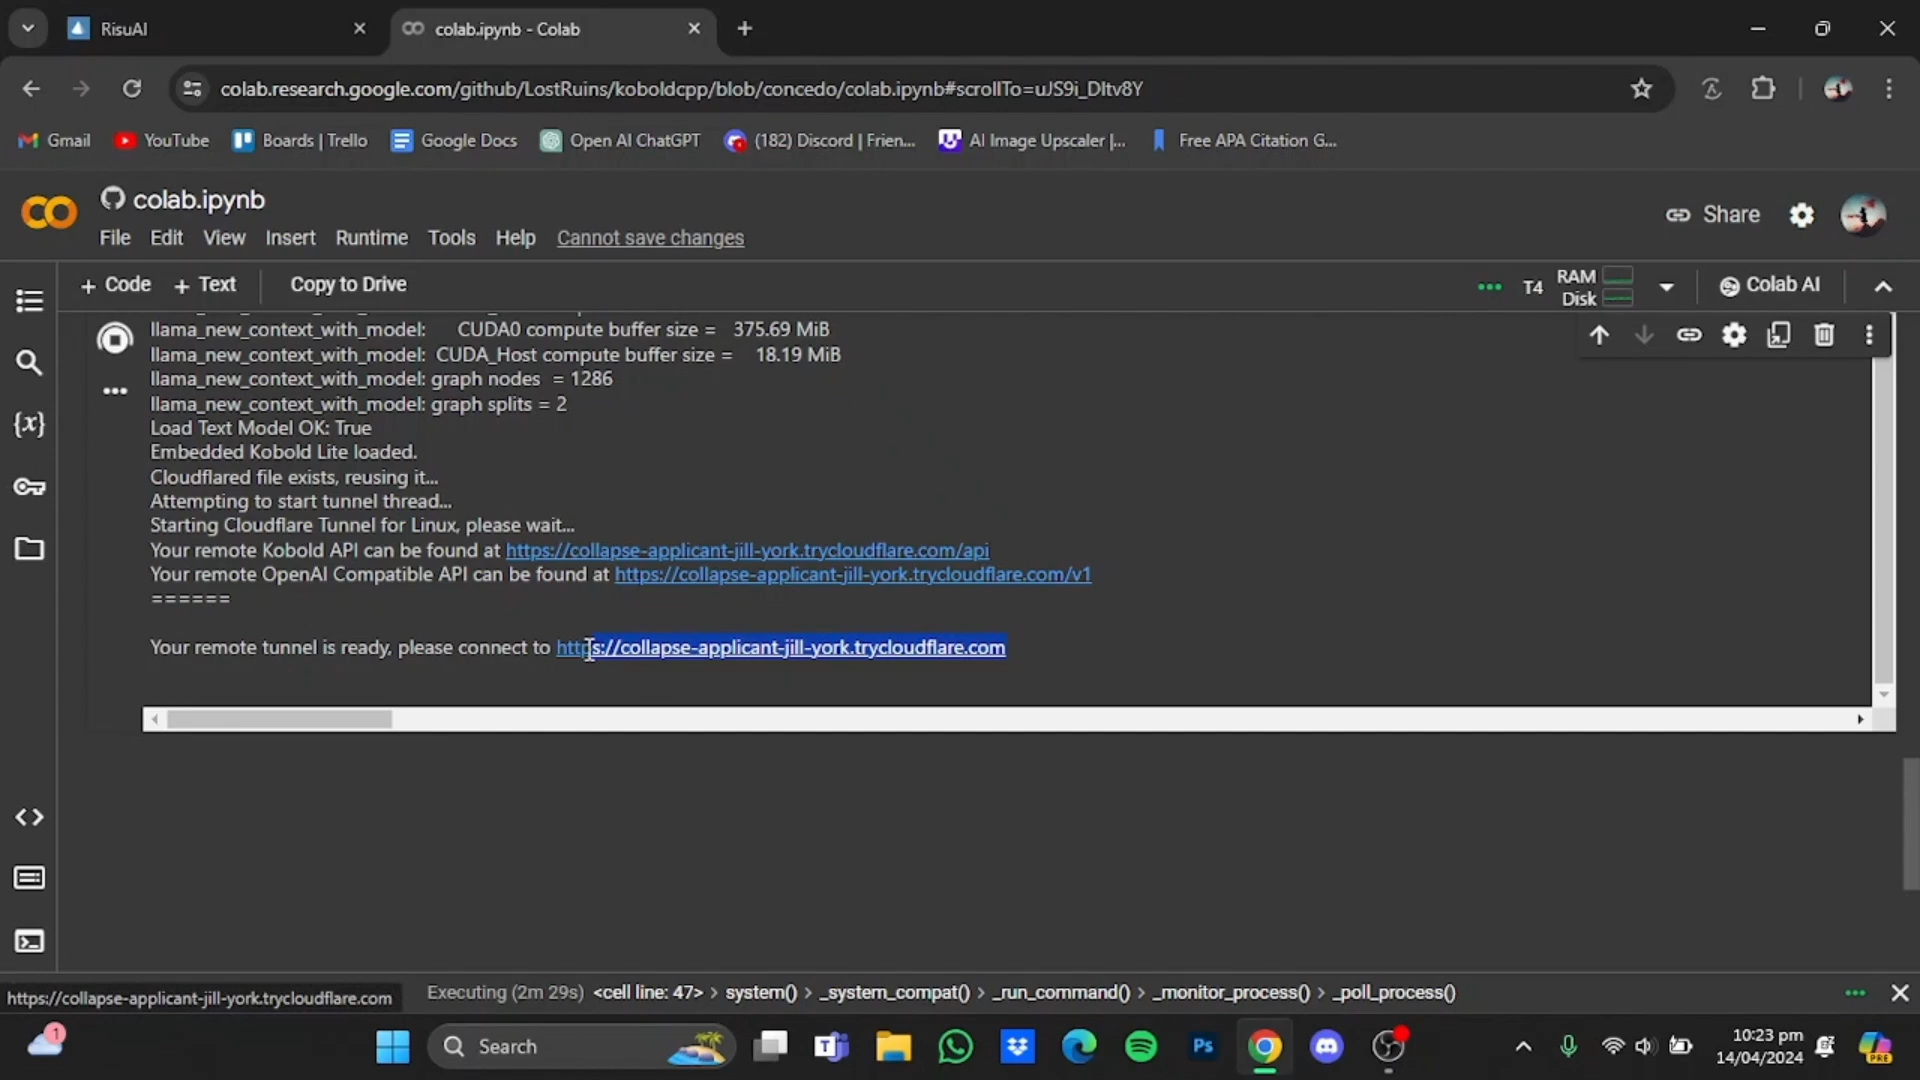 RisuAI
colab.ipynb - Colab
colab.research.google.com/github/LostRuins/koboldcpp/blob/concedo/colab.ipynb#scrollTo=uJS9i_Dltv8Y
Gmail YouTube Boards | Trello Google Docs Open AI ChatGPT (182) Discord | Frien... AI Image Upscaler |... Free APA Citation G...
colab.ipynb
Share
File Edit View Insert Runtime Tools Help Cannot save changes
+ Code + Text Copy to Drive
T4 RAM Disk Colab AI
llama_new_context_with_model: CUDA0 compute buffer size = 375.69 MiB
llama_new_context_with_model: CUDA_Host compute buffer size = 18.19 MiB
llama_new_context_with_model: graph nodes = 1286
llama_new_context_with_model: graph splits = 2
Load Text Model OK: True
Embedded Kobold Lite loaded.
Cloudflared file exists, reusing it...
Attempting to start tunnel thread...
Starting Cloudflare Tunnel for Linux, please wait...
Your remote Kobold API can be found at https://collapse-applicant-jill-york.trycloudflare.com/api
Your remote OpenAI Compatible API can be found at https://collapse-applicant-jill-york.trycloudflare.com/v1
======
Your remote tunnel is ready, please connect to https://collapse-applicant-jill-york.trycloudflare.com
https://collapse-applicant-jill-york.trycloudflare.com
Executing (2m 29s) <cell line: 47> > system() > _system_compat() > _run_command() > _monitor_process() > _poll_process()
1
Search
Ps
10:23 pm
14/04/2024
PRE